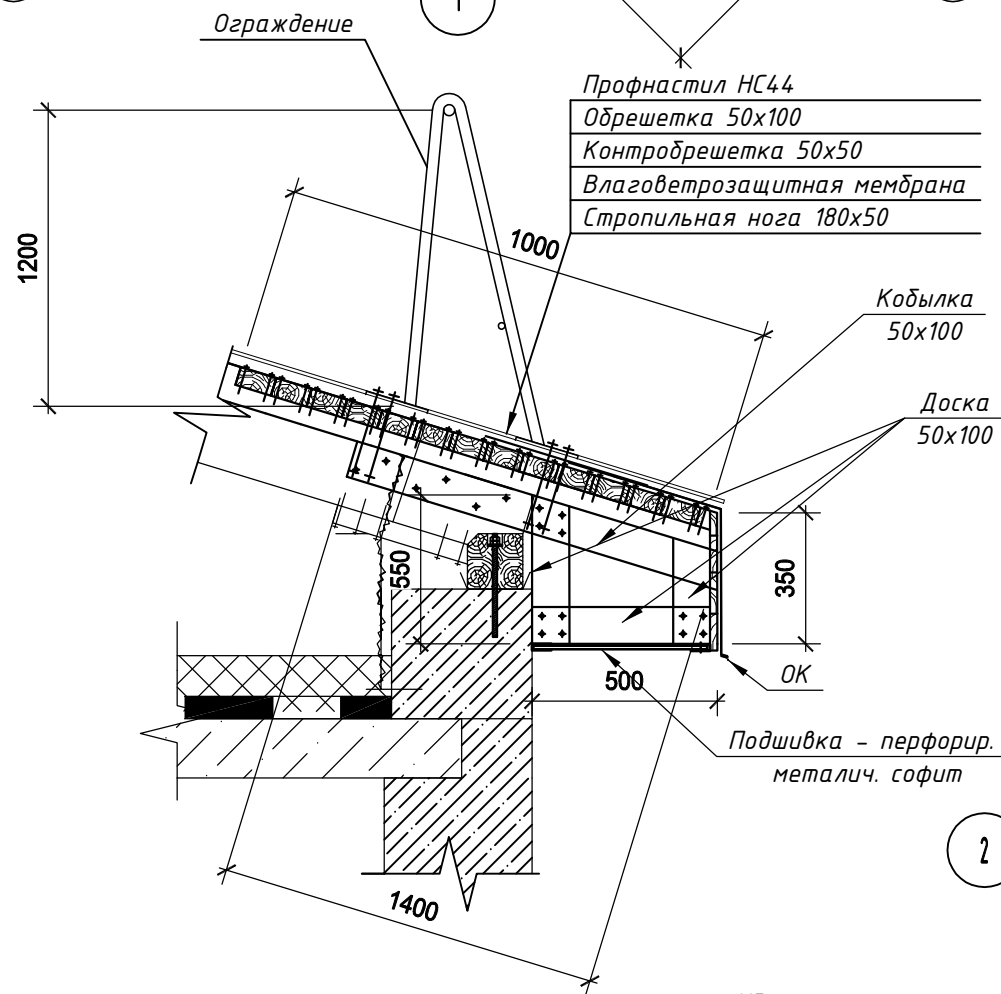 1
Ограждение
Профнастил НС44
Обрешетка 50х100
Контробрешетка 50х50
Влаговетрозащитная мембрана
Стропильная нога 180х50
1200
1000
Кобылка
50х100
Доска
50х100
550
350
500
ОК
Подшивка - перфорир.
металич. софит
2
1400